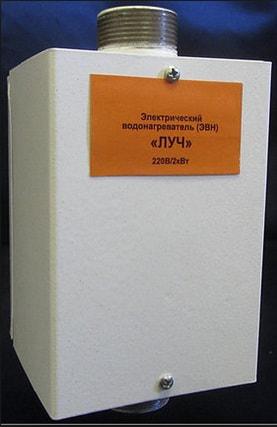 Электрический
водонагреватель (ЭВН)
«ЛУЧ»
220В/2кВт